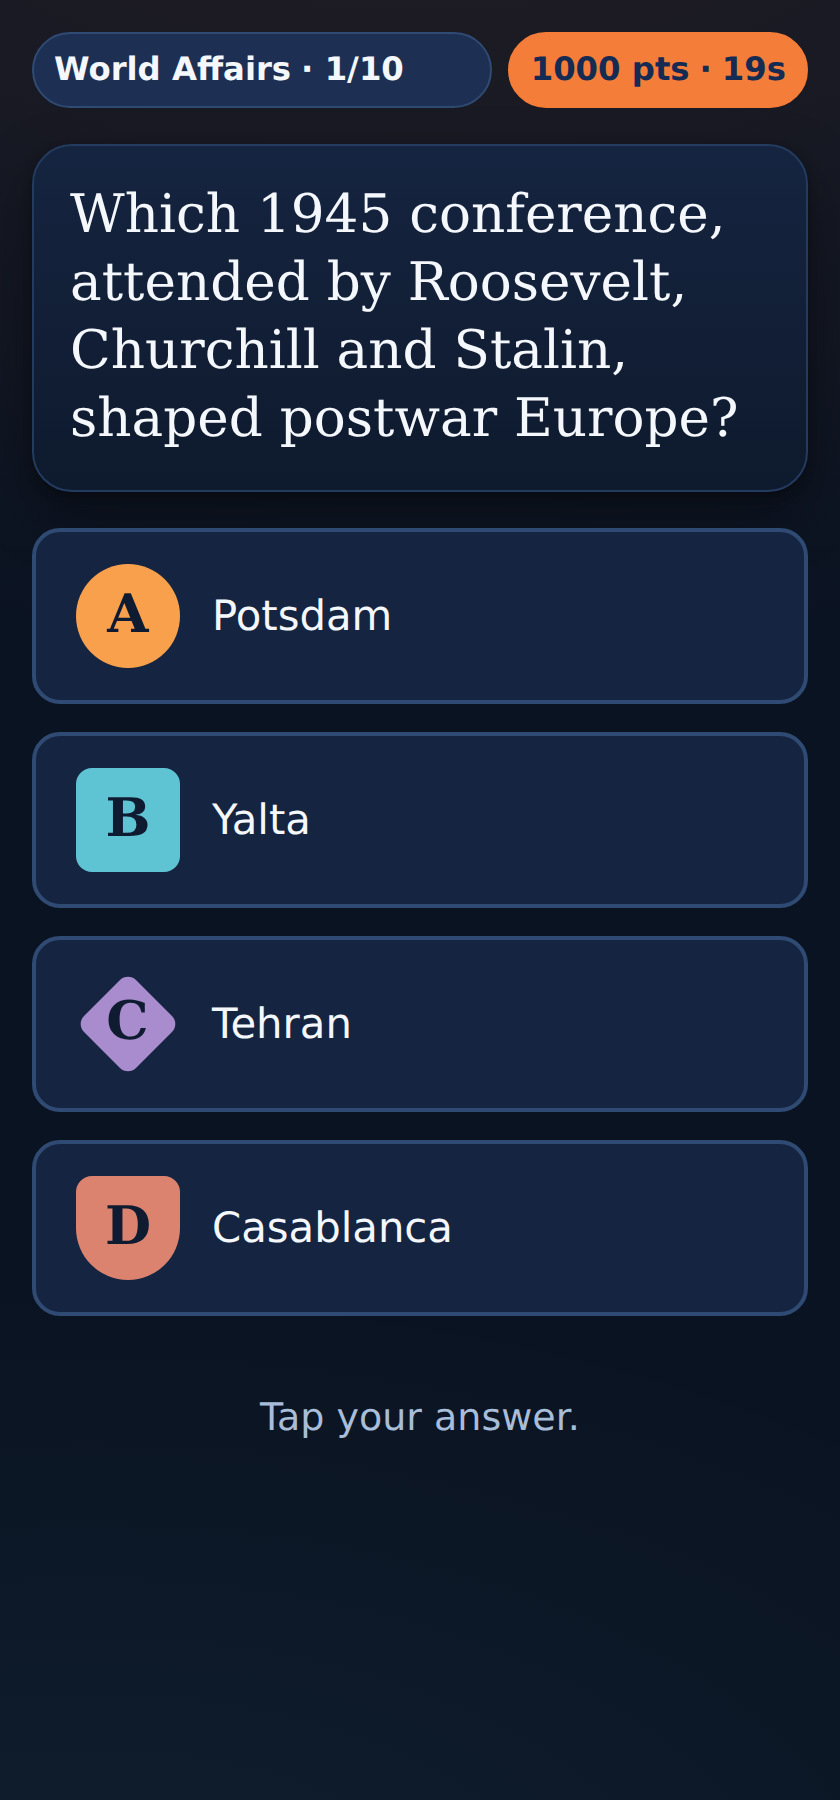 World Affairs · 1/10
1000 pts · 19s
Which 1945 conference,
attended by Roosevelt,
Churchill and Stalin,
shaped postwar Europe?
A Potsdam
B Yalta
C Tehran
D Casablanca
Tap your answer.